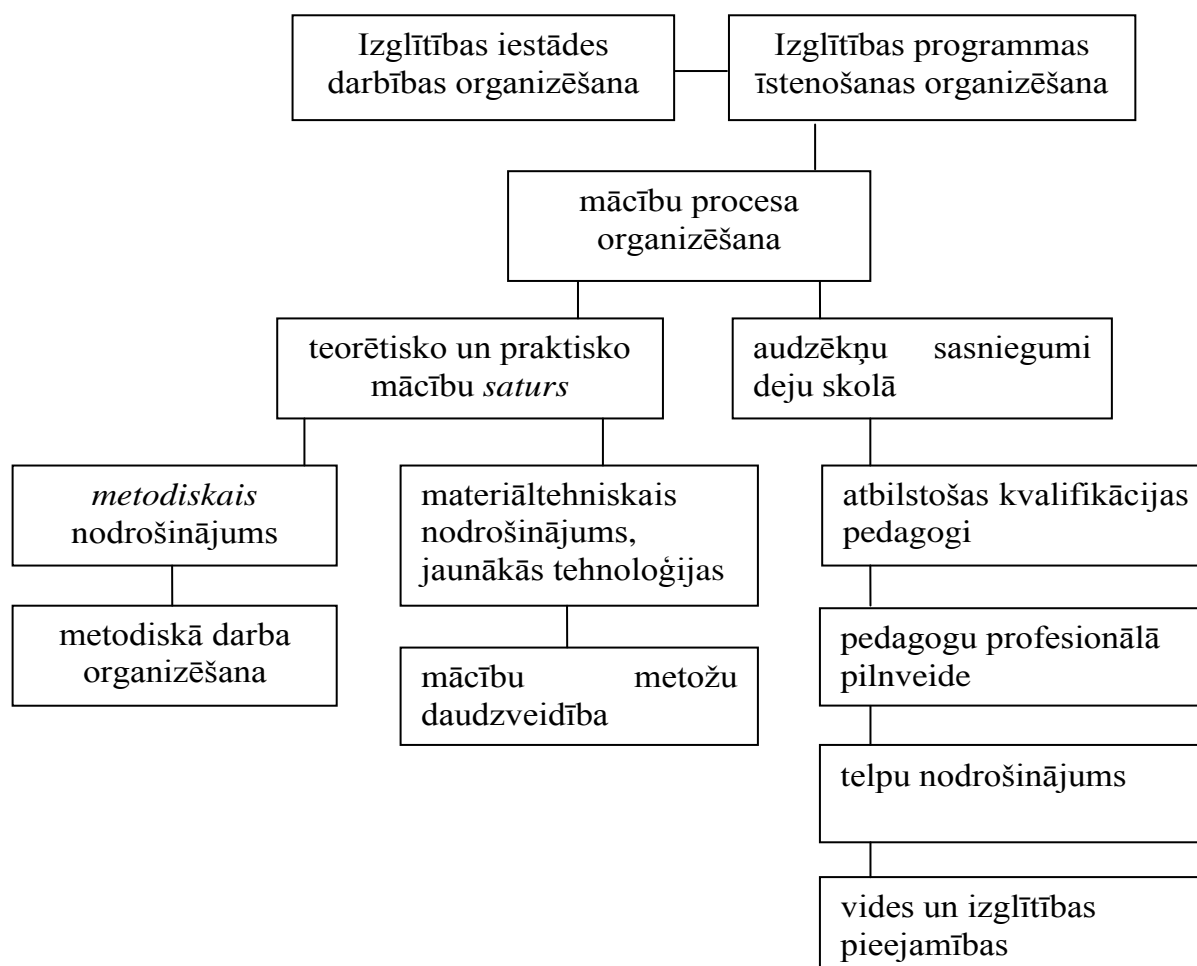 Izglītības iestādes
darbības organizēšana
Izglītības programmas
īstenošanas organizēšana
mācību procesa
organizēšana
teorētisko un praktisko
mācību saturs
audzēkņu sasniegumi
deju skolā
metodiskais
nodrošinājums
materiāltehniskais
nodrošinājums,
jaunākās tehnoloģijas
atbilstošas kvalifikācijas
pedagogi
metodiskā darba
organizēšana
mācību metožu
daudzveidība
pedagogu profesionālā
pilnveide
telpu nodrošinājums
vides un izglītības
pieejamības